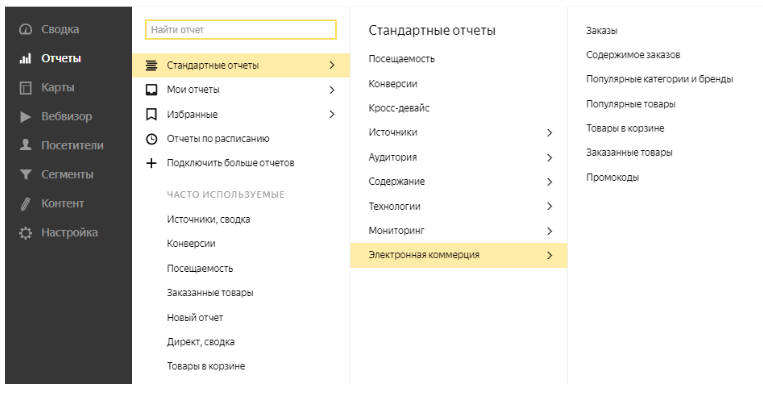 Сводка
Отчеты
Карты
Вебвизор
Посетители
Сегменты
Контент
Настройка
Найти отчет
Стандартные отчеты
Мои отчеты
Избранные
Отчеты по расписанию
Подключить больше отчетов
ЧАСТО ИСПОЛЬЗУЕМЫЕ
Источники, сводка
Конверсии
Посещаемость
Заказанные товары
Новый отчет
Директ, сводка
Товары в корзине
Стандартные отчеты
Посещаемость
Конверсии
Кросс-девайс
Источники
Аудитория
Содержание
Технологии
Мониторинг
Электронная коммерция
Заказы
Содержимое заказов
Популярные категории и бренды
Популярные товары
Товары в корзине
Заказанные товары
Промокоды